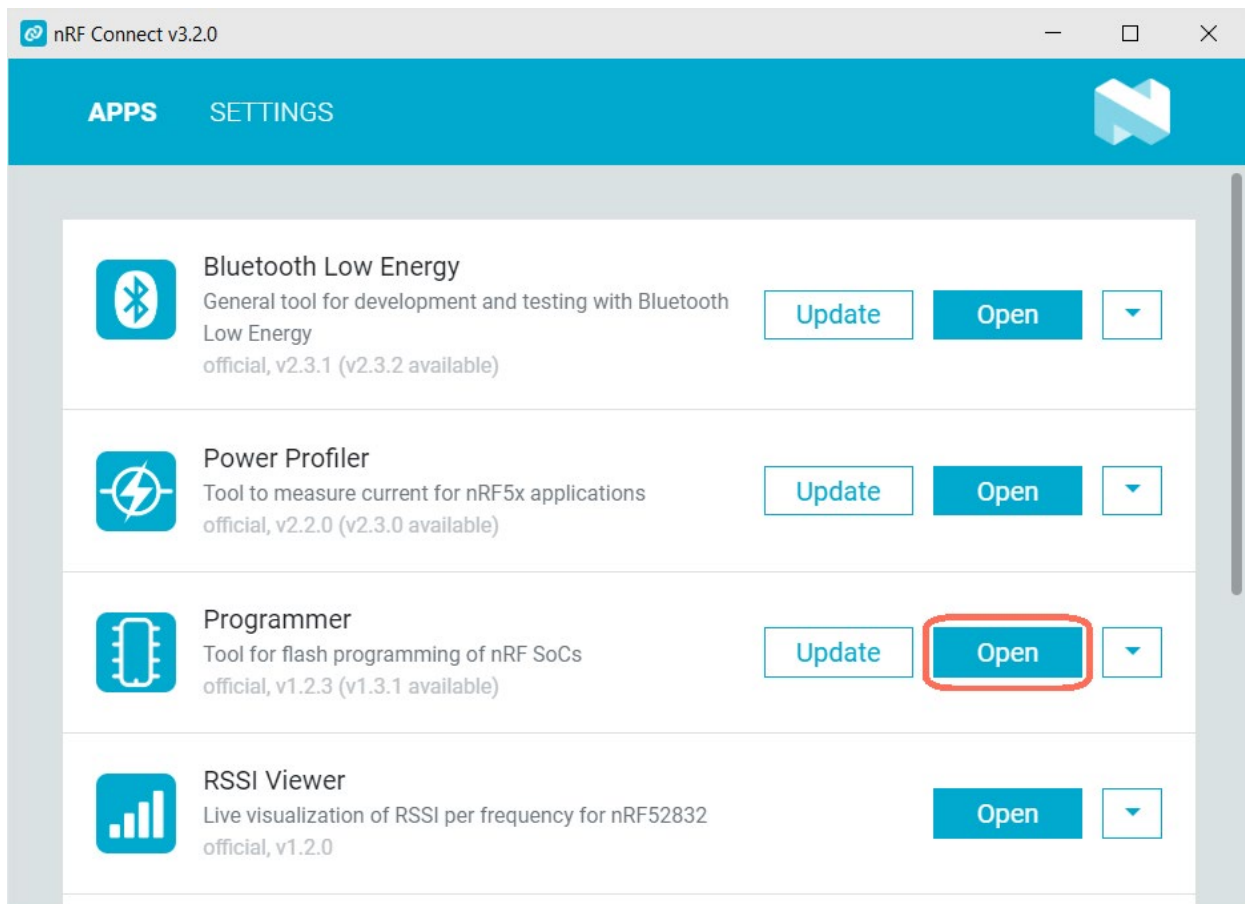 nRF Connect v3.2.0
APPS SETTINGS
Bluetooth Low Energy
General tool for development and testing with Bluetooth
Low Energy
official, v2.3.1 (v2.3.2 available)
Update Open
Power Profiler
Tool to measure current for nRF5x applications
official, v2.2.0 (v2.3.0 available)
Update Open
Programmer
Tool for flash programming of nRF SoCs
official, v1.2.3 (v1.3.1 available)
Update Open
RSSI Viewer
Live visualization of RSSI per frequency for nRF52832
official, v1.2.0
Open